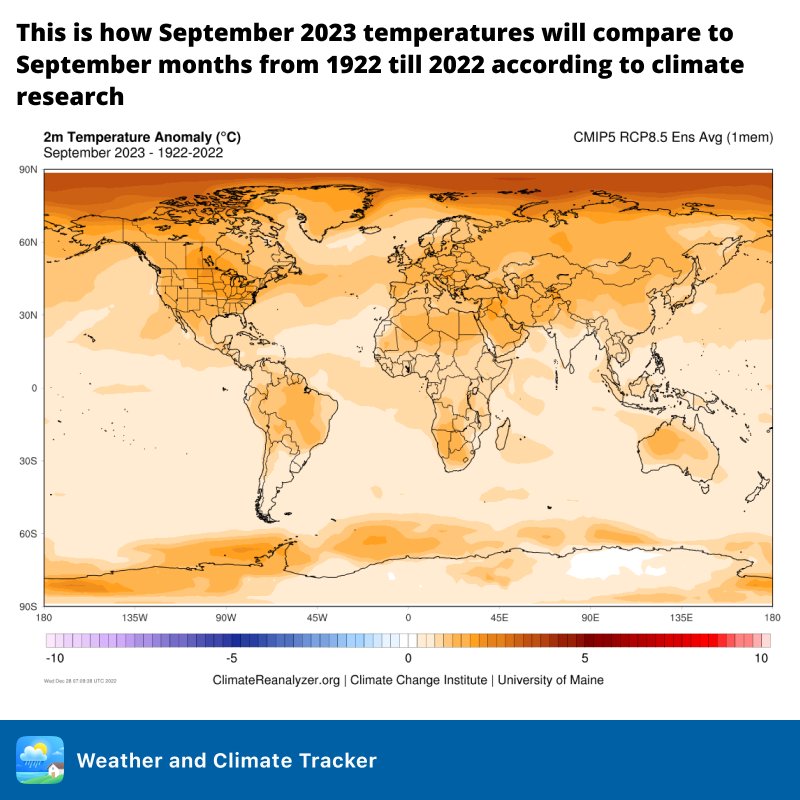 This is how September 2023 temperatures will compare to
September months from 1922 till 2022 according to climate
research
2m Temperature Anomaly (°C)
CMIP5 RCP8.5 Ens Avg (1mem)
September 2023 - 1922-2022
90N
60N
30N
0
30S
60S
90S
180 135W 90W 45W 0 45E 90E 135E 180
-10 -5 0 5 10
Wed Dec 28 07:09:38 UTC 2022
ClimateReanalyzer.org | Climate Change Institute | University of Maine
Weather and Climate Tracker